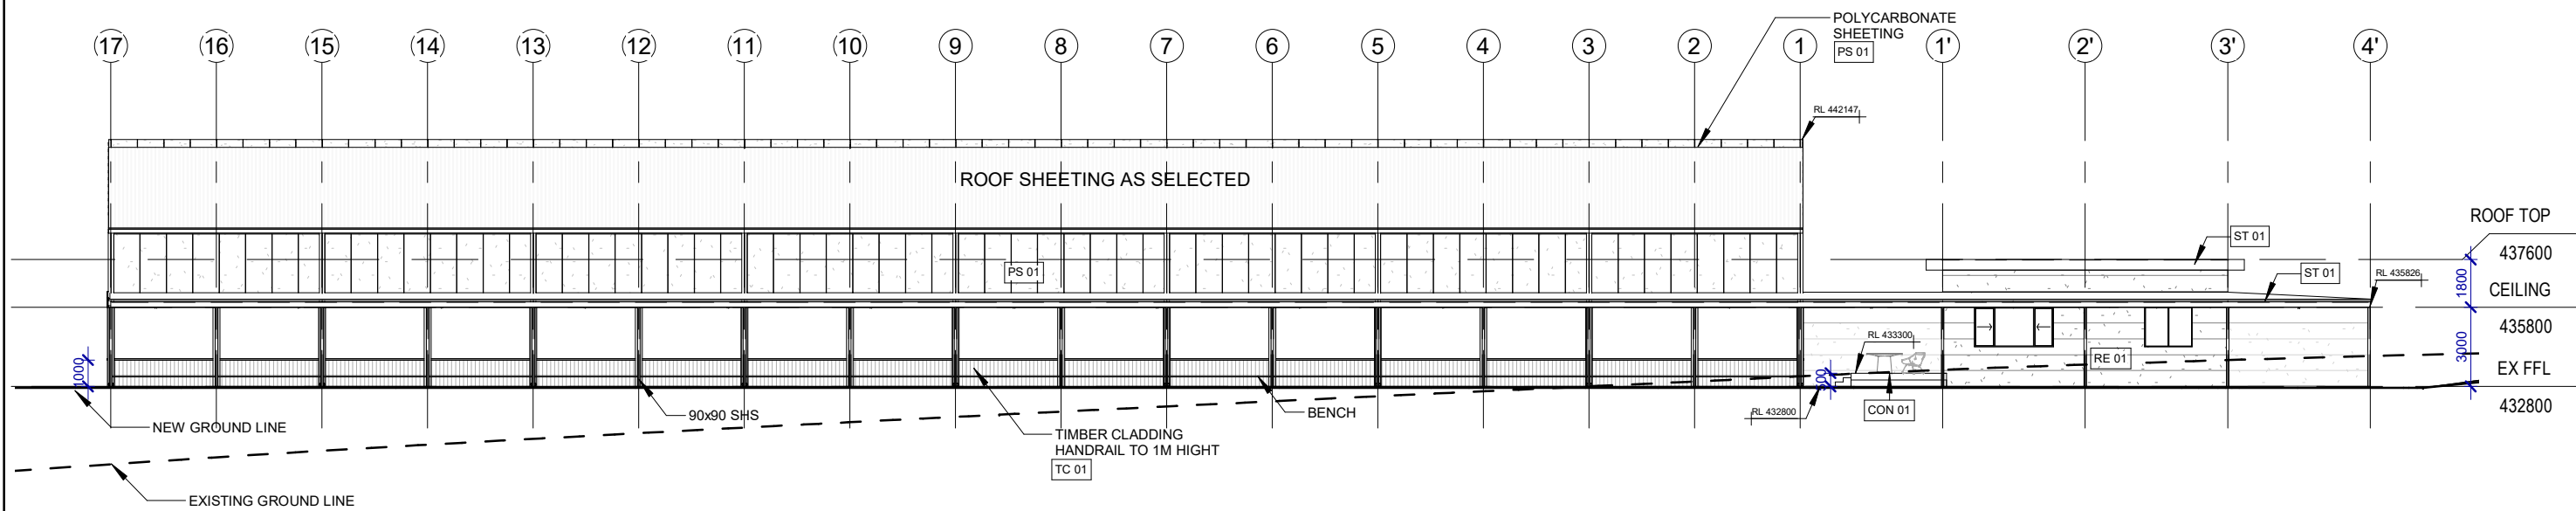 POLYCARBONATE
SHEETING
PS 01
17 16 15 14 13 12 11 10 9 8 7 6 5 4 3 2 1 1' 2' 3' 4'
RL 442147
ROOF SHEETING AS SELECTED
ROOF TOP
437600
ST 01
ST 01
RL 435826
1800
CEILING
435800
PS 01
RL 433300
RE 01
3000
EX FFL
432800
1000
500
CON 01
RL 432800
90x90 SHS
BENCH
NEW GROUND LINE
TIMBER CLADDING
HANDRAIL TO 1M HIGHT
TC 01
EXISTING GROUND LINE